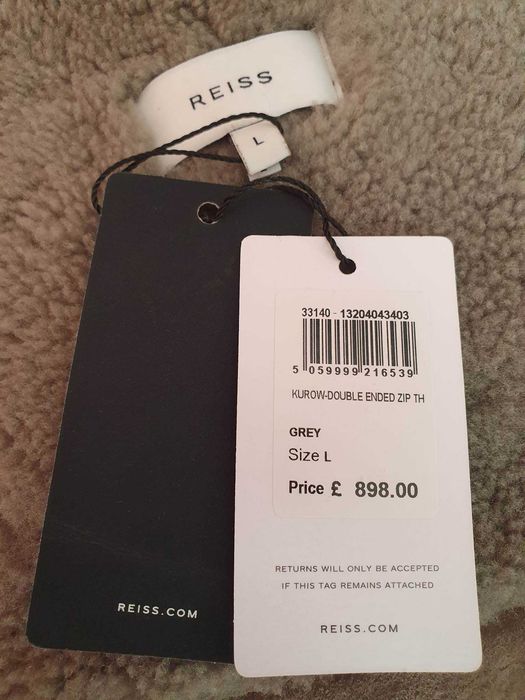 REISS
L
REISS.COM
33140 - 13204043403
5 059999 216539
KUROW-DOUBLE ENDED ZIP TH
GREY
Size L
Price £ 898.00
RETURNS WILL ONLY BE ACCEPTED
IF THIS TAG REMAINS ATTACHED
REISS.COM